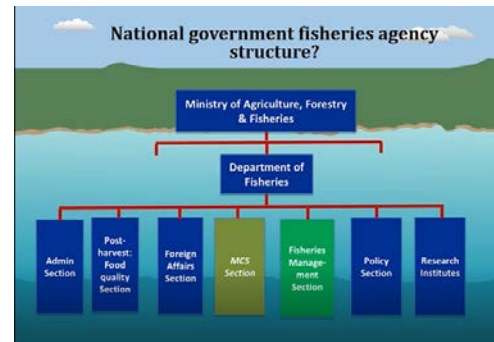 National government fisheries agency
structure?
Ministry of Agriculture, Forestry
& Fisheries
Department of
Fisheries
Admin
Section
Post-
harvest:
Food
quality
Section
Foreign
Affairs
Section
MCS
Section
Fisheries
Manage-
ment
Section
Policy
Section
Research
Institutes